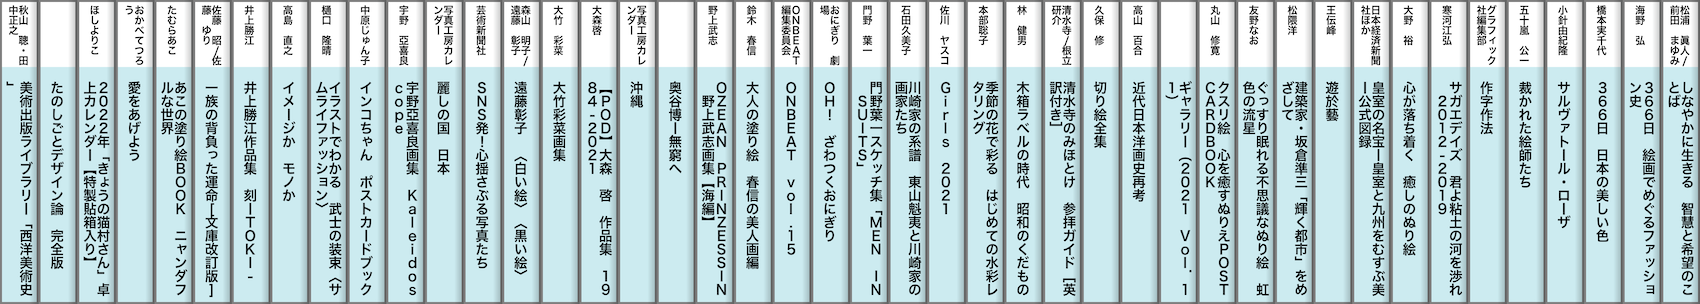 松浦　眞人/
前田　まゆみ
しなやかに生きる　智慧と希望のこ
とば
海野　弘
366日　絵画でめぐるファッショ
ン史
橋本実千代
366日　日本の美しい色
小針由紀隆
サルヴァトール・ローザ
五十嵐　公一
裁かれた絵師たち
グラフィック
社編集部
作字作法
寒河江弘
サガエデイズ　君よ粘土の河を渉れ
2012-2019
大野　裕
心が落ち着く　癒しのぬり絵
日本経済新聞
社ほか
皇室の名宝ー皇室と九州をむすぶ美
ー公式図録
王伝峰
遊於藝
松隈洋
建築家・坂倉準三「輝く都市」をめ
ざして
友野なお
ぐっすり眠れる不思議なぬり絵　虹
色の流星
丸山　修寛
クスリ絵　心を癒すぬりえPOST
CARDBOOK
ギャラリー（2021　Vol.1
1）
高山　百合
近代日本洋画史再考
久保　修
切り絵全集
清水寺/根立
研介
清水寺のみほとけ　参拝ガイド［英
訳付き］
林　健男
木箱ラベルの時代　昭和のくだもの
本部聡子
季節の花で彩る　はじめての水彩レ
タリング
佐川　ヤスコ
Girls　2021
石田久美子
川﨑家の系譜　東山魁夷と川﨑家の
画家たち
門野　葉一
門野葉一スケッチ集「MEN　IN
SUITS」
おにぎり　劇
場
OH!　ざわつくおにぎり
ONBEAT
編集委員会
ONBEAT　vol.15
鈴木　春信
大人の塗り絵　春信の美人画編
野上武志
OZEAN　PRINZESSIN
野上武志画集【海編】
奥谷博ー無窮へ
写真工房カレ
ンダー
沖縄
大森啓
【POD】大森　啓　作品集　19
84-2021
大竹　彩菜
大竹彩菜画集
森山　明子/
遠藤　彰子
遠藤彰子　〈白い絵〉〈黒い絵〉
芸術新聞社
SNS発!心揺さぶる写真たち
写真工房カレ
ンダー
麗しの国　日本
宇野　亞喜良
宇野亞喜良画集　Kaleidos
cope
中原じゅん子
インコちゃん　ポストカードブック
樋口　隆晴
イラストでわかる　武士の装束〈サ
ムライファッション〉
高島　直之
イメージか　モノか
井上勝江
井上勝江作品集　刻ーTOKI-
佐藤　昭/佐
藤　ゆり
一族の背負った運命［文庫改訂版］
たむらあこ
あこの塗り絵BOOK　ニャンダフ
ルな世界
おかべてつろ
う
愛をあげよう
ほしよりこ
2022年「きょうの猫村さん」卓
上カレンダー【特製貼箱入り】
たのしごとデザイン論　完全版
秋山　聰・田
中正之
美術出版ライブラリー「西洋美術史
」